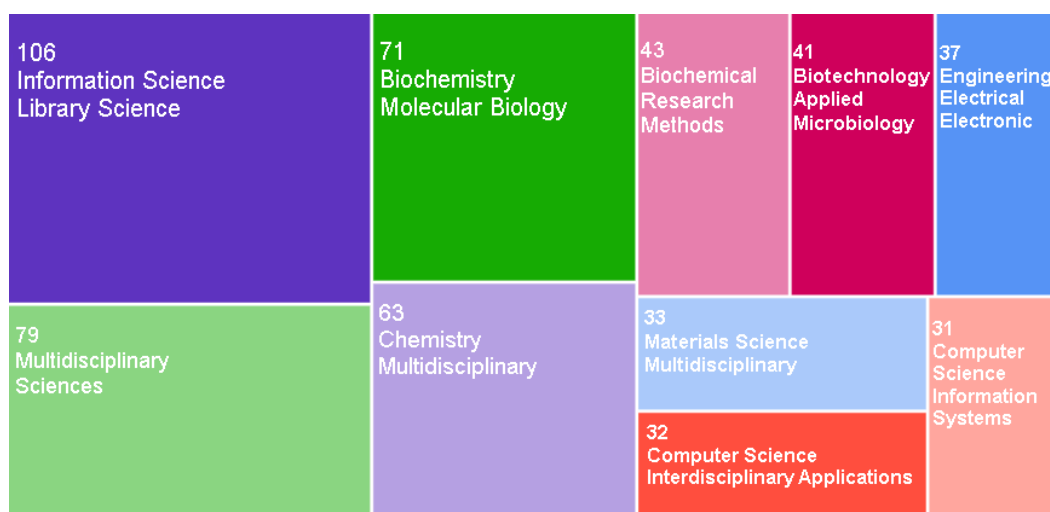 106
Information Science
Library Science
71
Biochemistry
Molecular Biology
43
Biochemical
Research
Methods
41
Biotechnology
Applied
Microbiology
37
Engineering
Electrical
Electronic
79
Multidisciplinary
Sciences
63
Chemistry
Multidisciplinary
33
Materials Science
Multidisciplinary
31
Computer
Science
Information
Systems
32
Computer Science
Interdisciplinary Applications